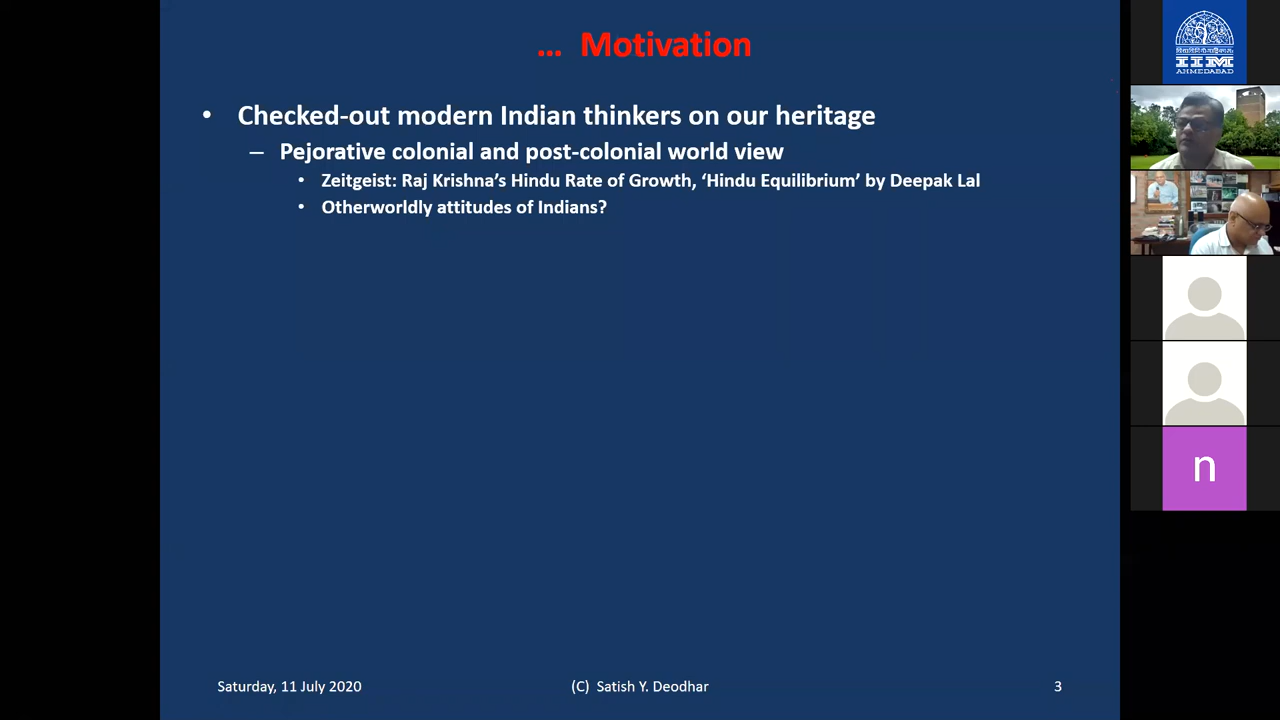 ... Motivation
• Checked-out modern Indian thinkers on our heritage
– Pejorative colonial and post-colonial world view
• Zeitgeist: Raj Krishna’s Hindu Rate of Growth, ‘Hindu Equilibrium’ by Deepak Lal
• Otherworldly attitudes of Indians?
Saturday, 11 July 2020
(C) Satish Y. Deodhar
3
IIM
AHMEDABAD
n